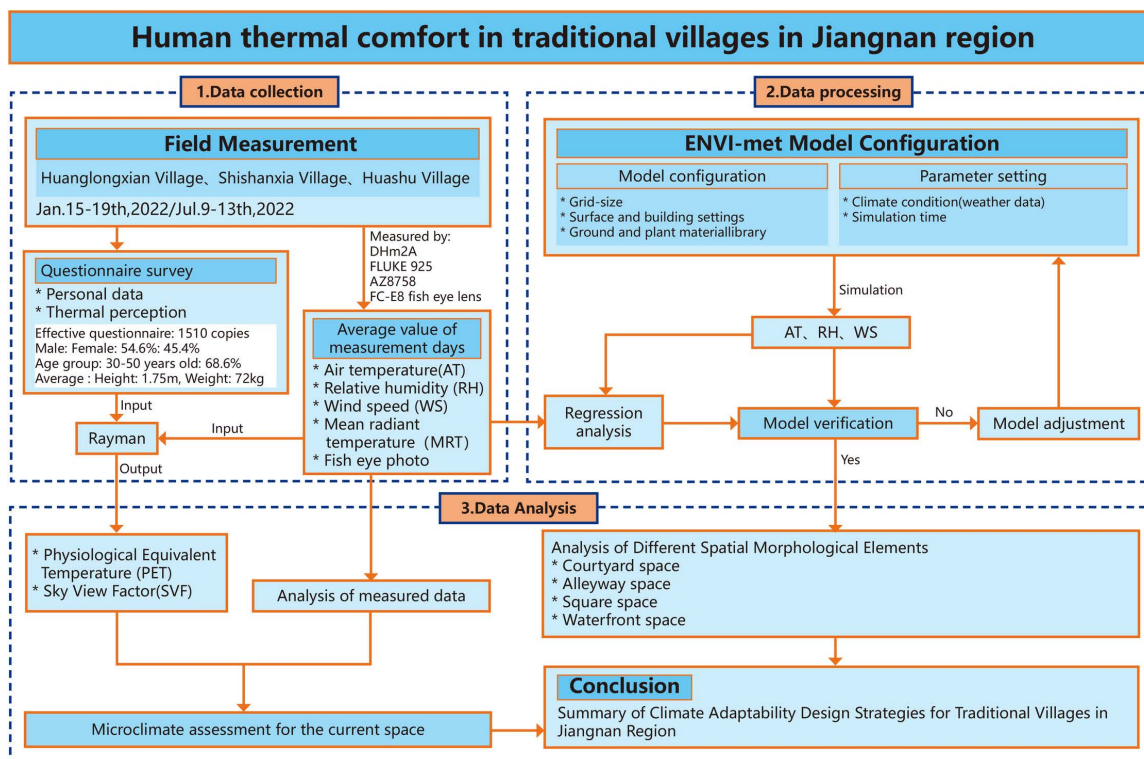 Human thermal comfort in traditional villages in Jiangnan region
1.Data collection
Field Measurement
Huanglongxian Village、Shishanxia Village、Huashu Village
Jan.15-19th,2022/Jul.9-13th,2022
Measured by:
DHm2A
FLUKE 925
AZ8758
FC-E8 fish eye lens
Questionnaire survey
* Personal data
* Thermal perception
Effective questionnaire: 1510 copies
Male: Female: 54.6%: 45.4%
Age group: 30-50 years old: 68.6%
Average : Height: 1.75m, Weight: 72kg
Average value of
measurement days
* Air temperature(AT)
* Relative humidity (RH)
* Wind speed (WS)
* Mean radiant
temperature (MRT)
* Fish eye photo
Input
Input
Rayman
Output
2.Data processing
ENVI-met Model Configuration
Model configuration
* Grid-size
* Surface and building settings
* Ground and plant materiallibrary
Parameter setting
* Climate condition(weather data)
* Simulation time
Simulation
AT、RH、WS
Regression
analysis
Model verification
No
Model adjustment
Yes
3.Data Analysis
* Physiological Equivalent
Temperature (PET)
* Sky View Factor(SVF)
Analysis of measured data
Analysis of Different Spatial Morphological Elements
* Courtyard space
* Alleyway space
* Square space
* Waterfront space
Microclimate assessment for the current space
Conclusion
Summary of Climate Adaptability Design Strategies for Traditional Villages in
Jiangnan Region